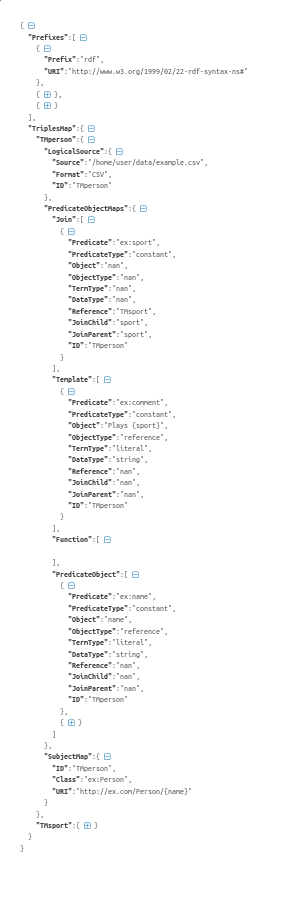 {
"Prefixes":[
{
"Prefix":"rdf",
"URI":"http://www.w3.org/1999/02/22-rdf-syntax-ns#"
},
{ },
{ }
],
"TriplesMap":{
"TMperson":{
"LogicalSource":{
"Source":"/home/user/data/example.csv",
"Format":"CSV",
"ID":"TMperson"
},
"PredicateObjectMaps":{
"Join":[
{
"Predicate":"ex:sport",
"PredicateType":"constant",
"Object":"nan",
"ObjectType":"nan",
"TermType":"nan",
"DataType":"nan",
"Reference":"TMsport",
"JoinChild":"sport",
"JoinParent":"sport",
"ID":"TMperson"
}
],
"Template":[
{
"Predicate":"ex:comment",
"PredicateType":"constant",
"Object":"Plays {sport}",
"ObjectType":"reference",
"TermType":"literal",
"DataType":"string",
"Reference":"nan",
"JoinChild":"nan",
"JoinParent":"nan",
"ID":"TMperson"
}
],
"Function":[
],
"PredicateObject":[
{
"Predicate":"ex:name",
"PredicateType":"constant",
"Object":"name",
"ObjectType":"reference",
"TermType":"literal",
"DataType":"string",
"Reference":"nan",
"JoinChild":"nan",
"JoinParent":"nan",
"ID":"TMperson"
},
{ }
]
},
"SubjectMap":{
"ID":"TMperson",
"Class":"ex:Person",
"URI":"http://ex.com/Person/{name}"
}
},
"TMsport":{ }
}
}